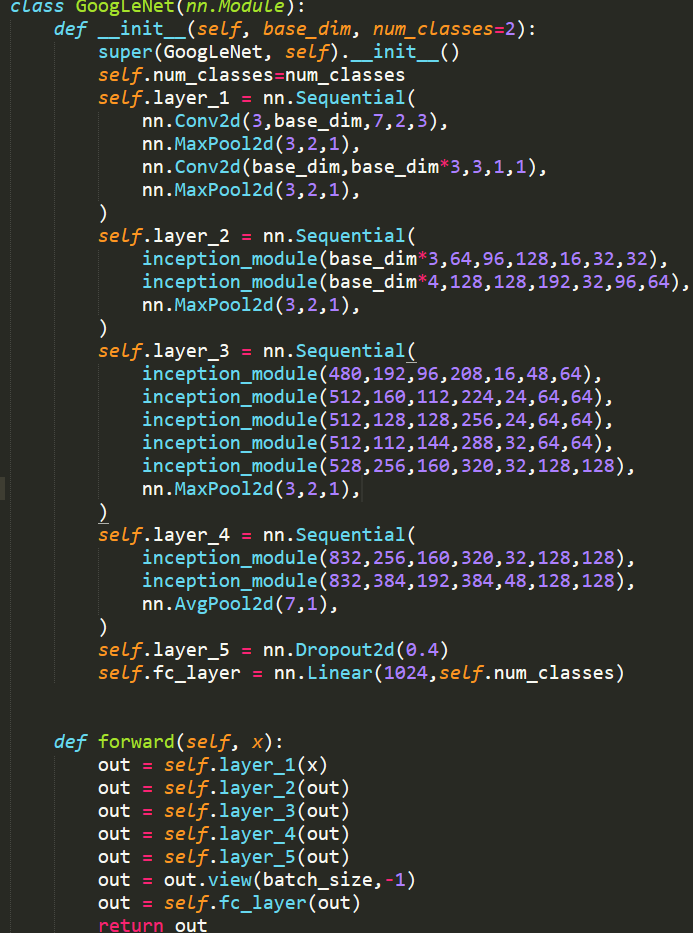 class GoogLeNet(nn.Module):
def __init__(self, base_dim, num_classes=2):
super(GoogLeNet, self).__init__()
self.num_classes=num_classes
self.layer_1 = nn.Sequential(
nn.Conv2d(3,base_dim,7,2,3),
nn.MaxPool2d(3,2,1),
nn.Conv2d(base_dim,base_dim*3,3,1,1),
nn.MaxPool2d(3,2,1),
)
self.layer_2 = nn.Sequential(
inception_module(base_dim*3,64,96,128,16,32,32),
inception_module(base_dim*4,128,128,192,32,96,64),
nn.MaxPool2d(3,2,1),
)
self.layer_3 = nn.Sequential(
inception_module(480,192,96,208,16,48,64),
inception_module(512,160,112,224,24,64,64),
inception_module(512,128,128,256,24,64,64),
inception_module(512,112,144,288,32,64,64),
inception_module(528,256,160,320,32,128,128),
nn.MaxPool2d(3,2,1),
)
self.layer_4 = nn.Sequential(
inception_module(832,256,160,320,32,128,128),
inception_module(832,384,192,384,48,128,128),
nn.AvgPool2d(7,1),
)
self.layer_5 = nn.Dropout2d(0.4)
self.fc_layer = nn.Linear(1024,self.num_classes)
def forward(self, x):
out = self.layer_1(x)
out = self.layer_2(out)
out = self.layer_3(out)
out = self.layer_4(out)
out = self.layer_5(out)
out = out.view(batch_size,-1)
out = self.fc_layer(out)
return out